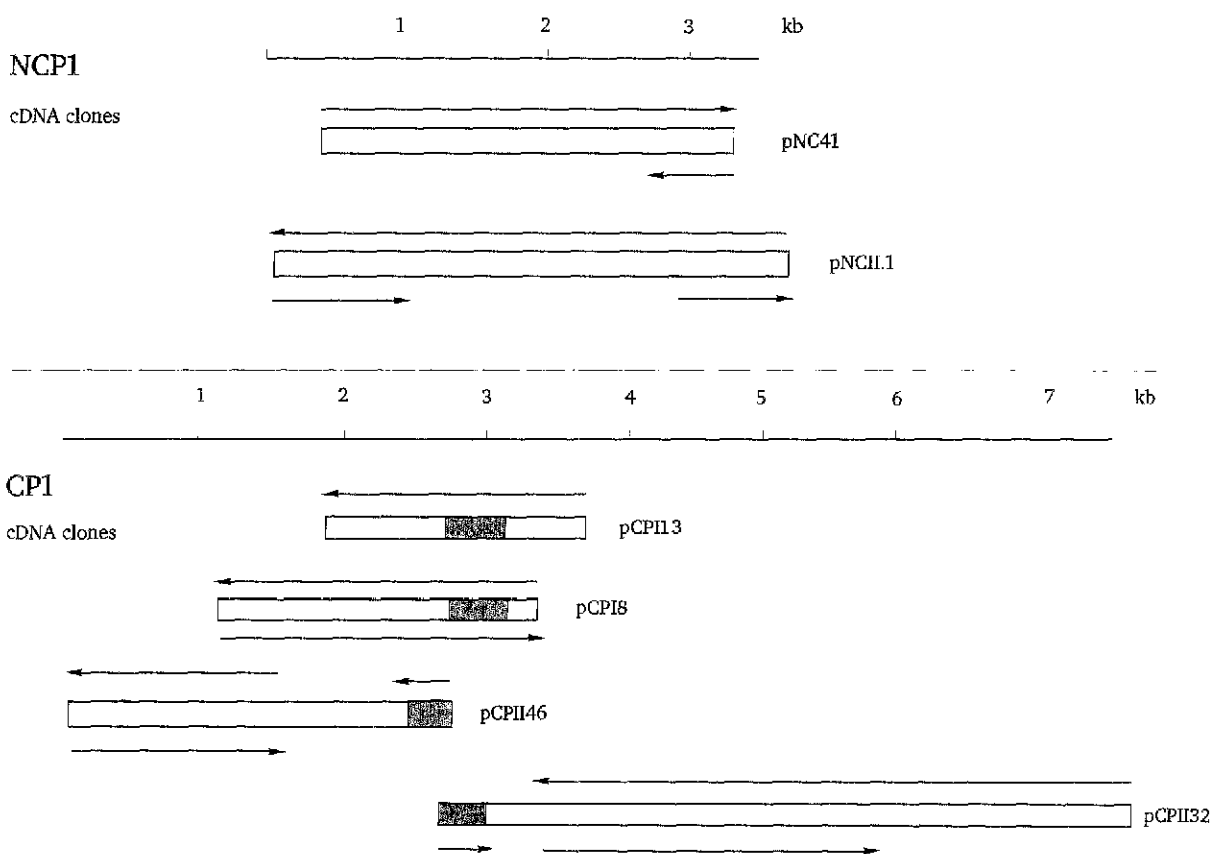 1 2 3 kb
NCP1
cDNA clones
pNC41
pNCII.1
1 2 3 4 5 6 7 kb
CP1
cDNA clones
pCPI13
pCPI8
pCPII46
pCPII32